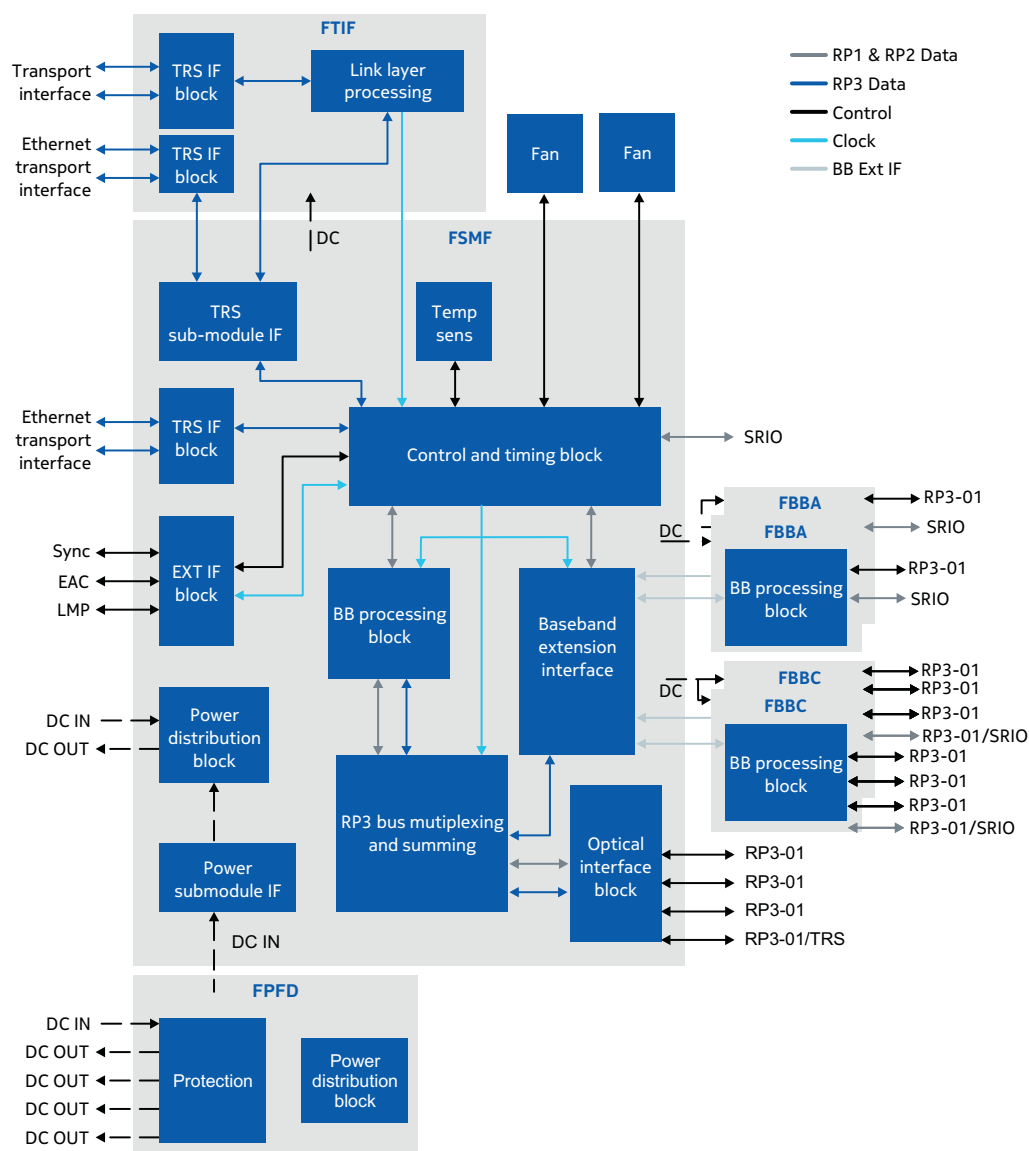 FTIF
Transport
interface
TRS IF
block
Link layer
processing
Ethernet
transport
interface
TRS IF
block
DC
RP1 & RP2 Data
RP3 Data
Control
Clock
BB Ext IF
Fan
Fan
FSMF
TRS
sub-module IF
Temp
sens
Ethernet
transport
interface
TRS IF
block
Control and timing block
SRIO
Sync
EAC
LMP
EXT IF
block
BB processing
block
Baseband
extension
interface
DC
FBBA
FBBA
BB processing
block
RP3-01
SRIO
RP3-01
SRIO
DC
FBBC
FBBC
BB processing
block
RP3-01
RP3-01
RP3-01
RP3-01/SRIO
RP3-01
RP3-01
RP3-01
RP3-01/SRIO
DC IN
DC OUT
Power
distribution
block
RP3 bus mutiplexing
and summing
Optical
interface
block
RP3-01
RP3-01
RP3-01
RP3-01/TRS
Power
submodule IF
DC IN
FPFD
DC IN
DC OUT
DC OUT
DC OUT
DC OUT
Protection
Power
distribution
block